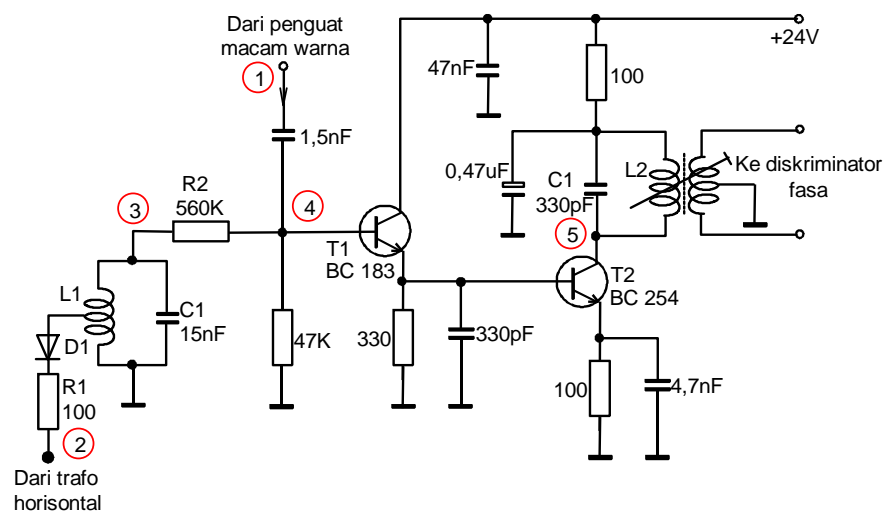 Dari penguat
macam warna
1
1,5nF
47nF
100
+24V
0,47uF
C1
330pF
L2
Ke diskriminator
fasa
5
R2
560K
3
4
T1
BC 183
T2
BC 254
L1
C1
15nF
D1
R1
100
2
Dari trafo
horisontal
47K
330
330pF
100
4,7nF